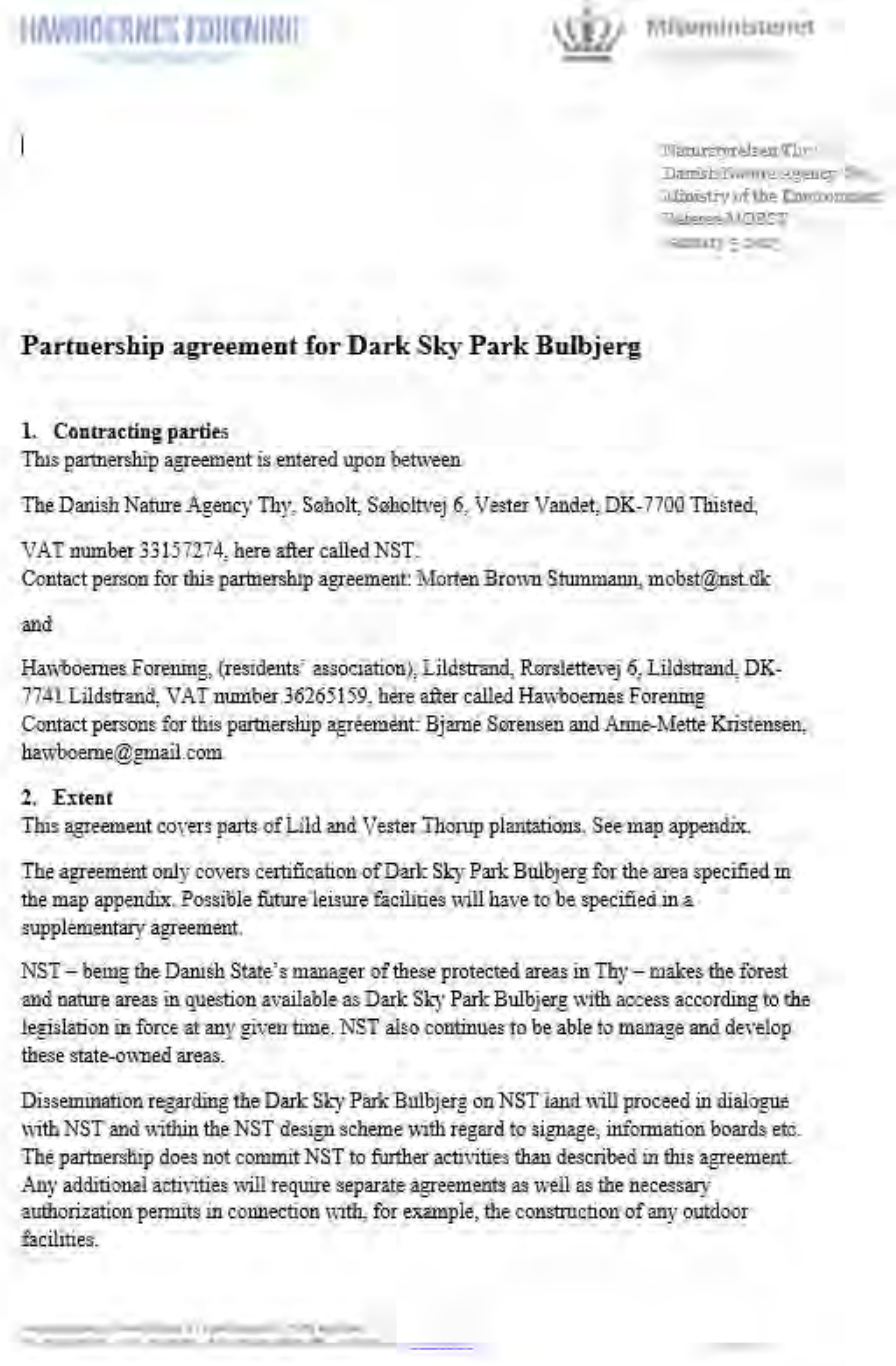 HAWBOERNES FORENING
Miljøministeriet
Naturstyrelsen Thy
Danish Nature Agency
Ministry of the Environment
Partnership agreement for Dark Sky Park Bulbjerg
1. Contracting parties
This partnership agreement is entered upon between
The Danish Nature Agency Thy, Søholt, Søholtvej 6, Vester Vandet, DK-7700 Thisted,
VAT number 33157274, here after called NST.
Contact person for this partnership agreement: Morten Brown Stummann, mobst@nst.dk
and
Hawboernes Forening, (residents' association), Lildstrand, Rørslettevej 6, Lildstrand, DK-
7741 Lildstrand, VAT number 36265159, here after called Hawboernes Forening
Contact persons for this partnership agreement: Bjarne Sørensen and Anne-Mette Kristensen,
hawboerne@gmail.com
2. Extent
This agreement covers parts of Lild and Vester Thorup plantations. See map appendix.
The agreement only covers certification of Dark Sky Park Bulbjerg for the area specified in
the map appendix. Possible future leisure facilities will have to be specified in a
supplementary agreement.
NST – being the Danish State's manager of these protected areas in Thy – makes the forest
and nature areas in question available as Dark Sky Park Bulbjerg with access according to the
legislation in force at any given time. NST also continues to be able to manage and develop
these state-owned areas.
Dissemination regarding the Dark Sky Park Bulbjerg on NST land will proceed in dialogue
with NST and within the NST design scheme with regard to signage, information boards etc.
The partnership does not commit NST to further activities than described in this agreement.
Any additional activities will require separate agreements as well as the necessary
authorization permits in connection with, for example, the construction of any outdoor
facilities.